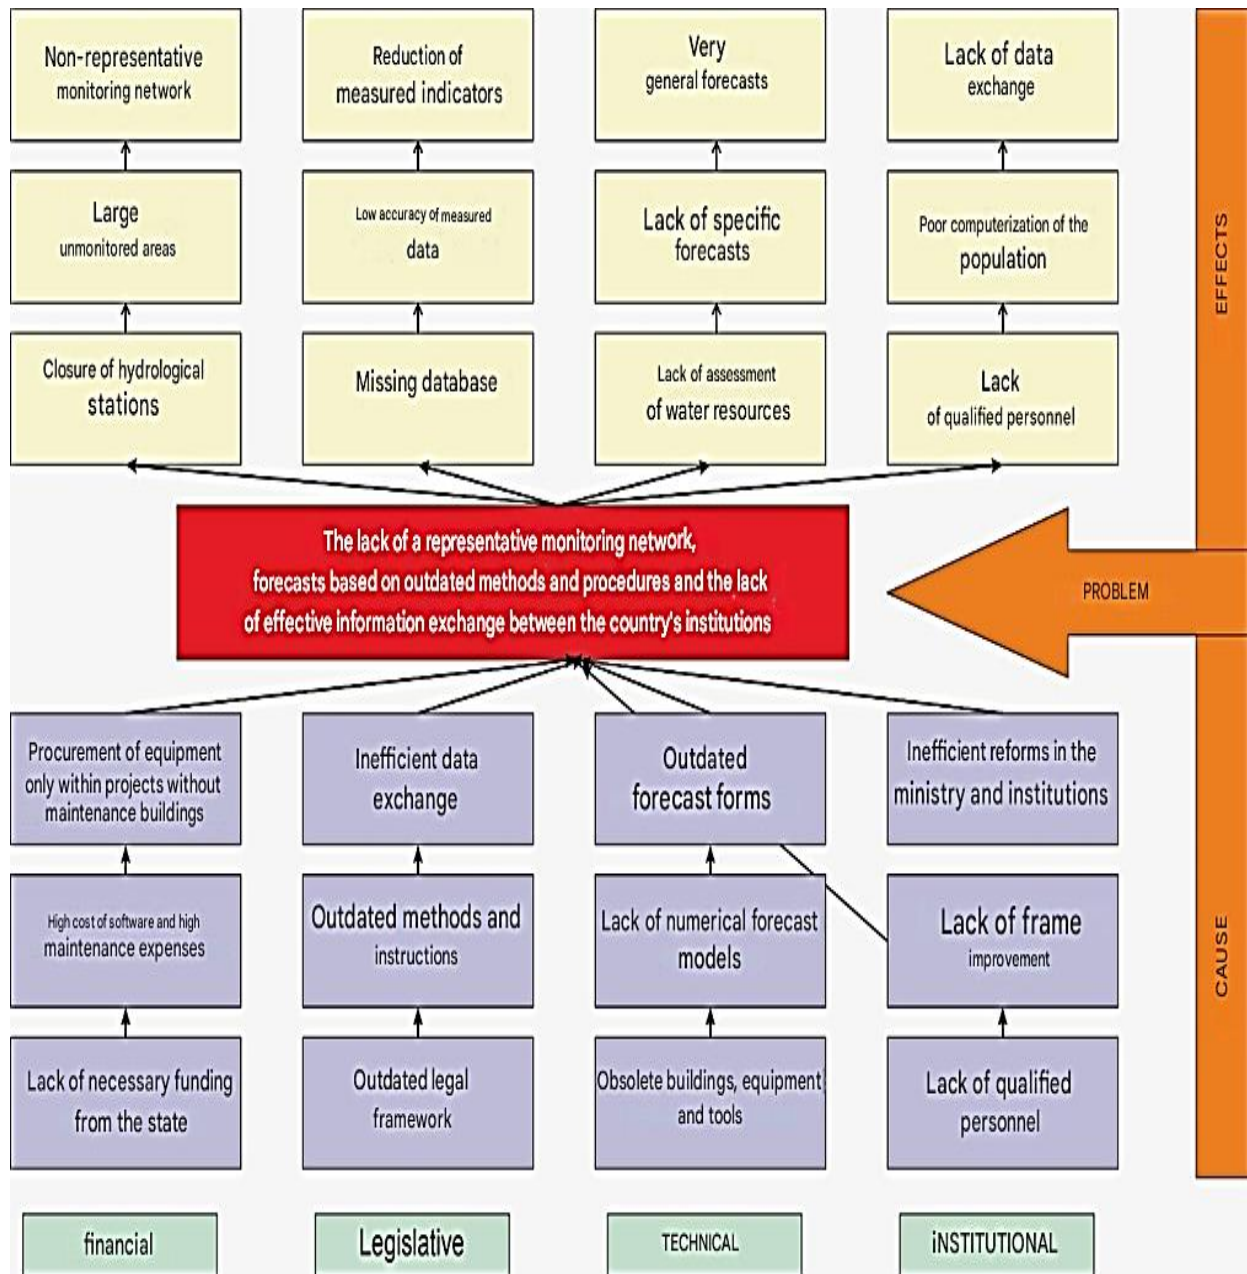 Non-representative
monitoring network
Reduction of
measured indicators
Very
general forecasts
Lack of data
exchange
Large
unmonitored areas
Low accuracy of measured
data
Lack of specific
forecasts
Poor computerization of the
population
Closure of hydrological
stations
Missing database
Lack of assessment
of water resources
Lack
of qualified personnel
EFFECTS
The lack of a representative monitoring network,
forecasts based on outdated methods and procedures and the lack
of effective information exchange between the country's institutions
PROBLEM
Procurement of equipment
only within projects without
maintenance buildings
Inefficient data
exchange
Outdated
forecast forms
Inefficient reforms in the
ministry and institutions
High cost of software and high
maintenance expenses
Outdated methods and
instructions
Lack of numerical forecast
models
Lack of frame
improvement
CAUSE
Lack of necessary funding
from the state
Outdated legal
framework
Obsolete buildings, equipment
and tools
Lack of qualified
personnel
financial
Legislative
TECHNICAL
iNSTITUTIONAL